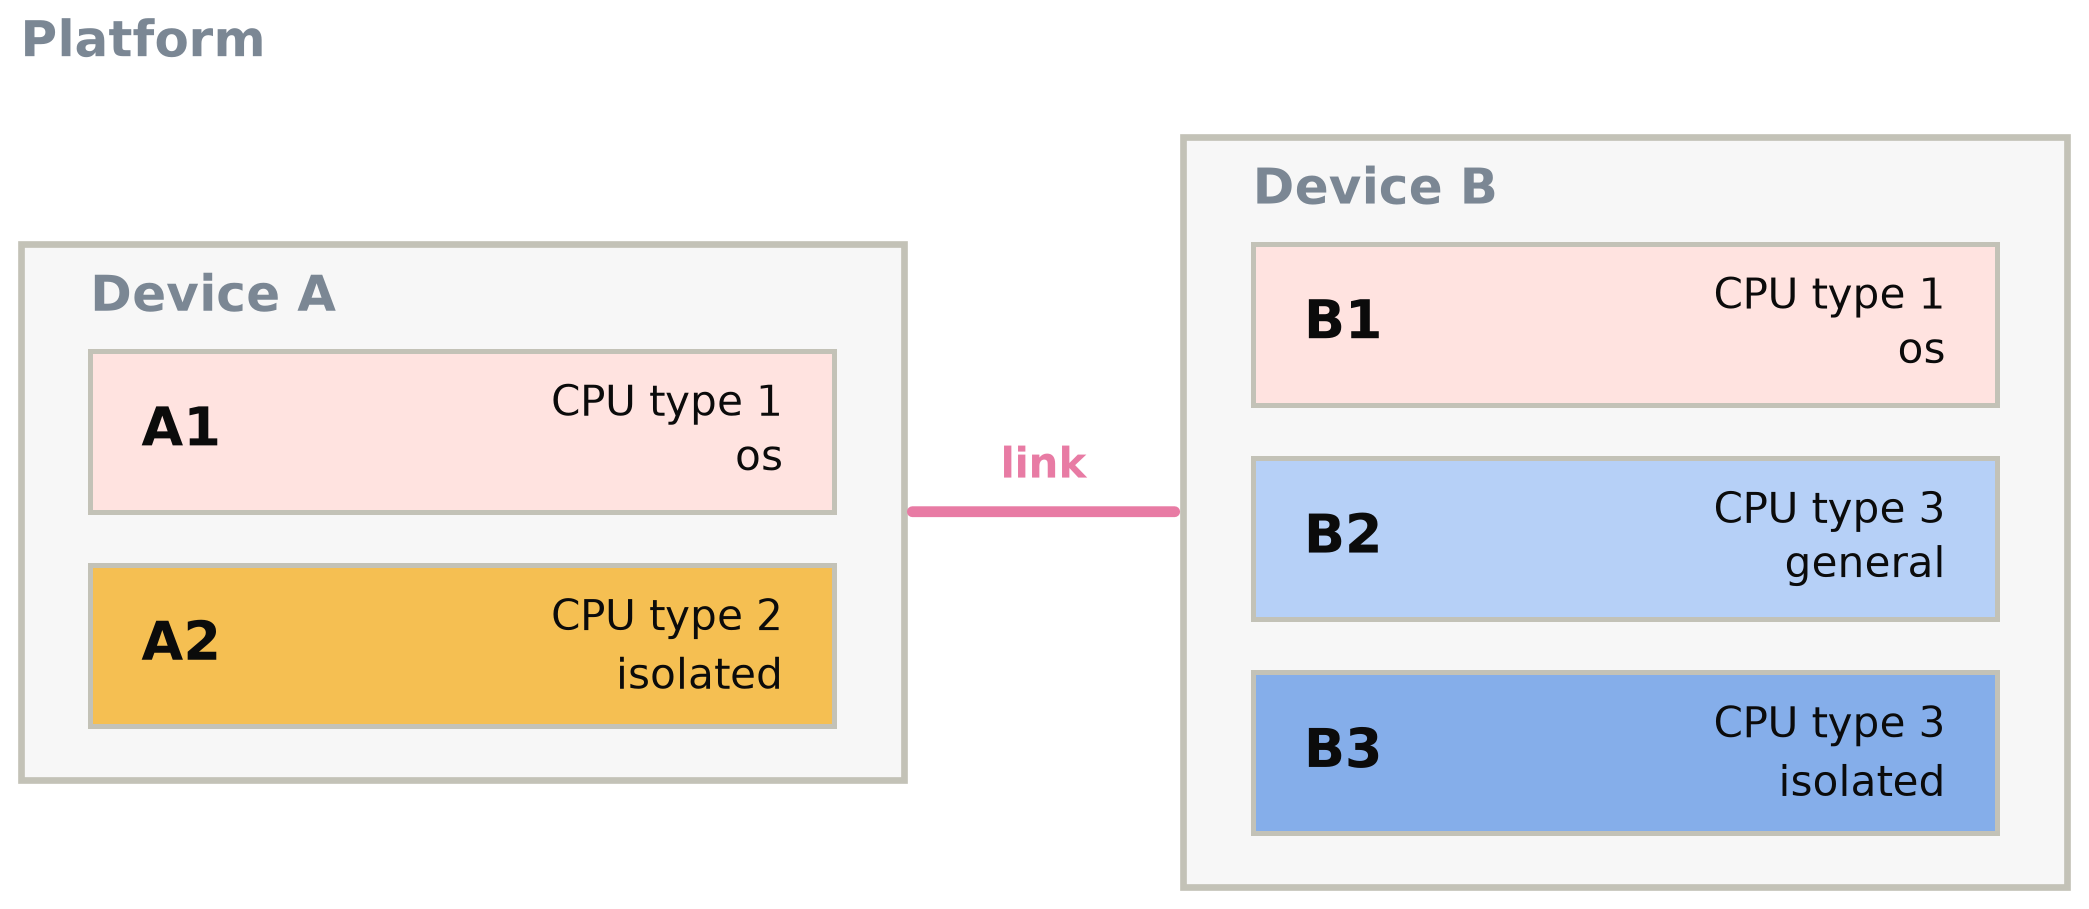 Platform
Device A
A1
CPU type 1
os
A2
CPU type 2
isolated
link
Device B
B1
CPU type 1
os
B2
CPU type 3
general
B3
CPU type 3
isolated